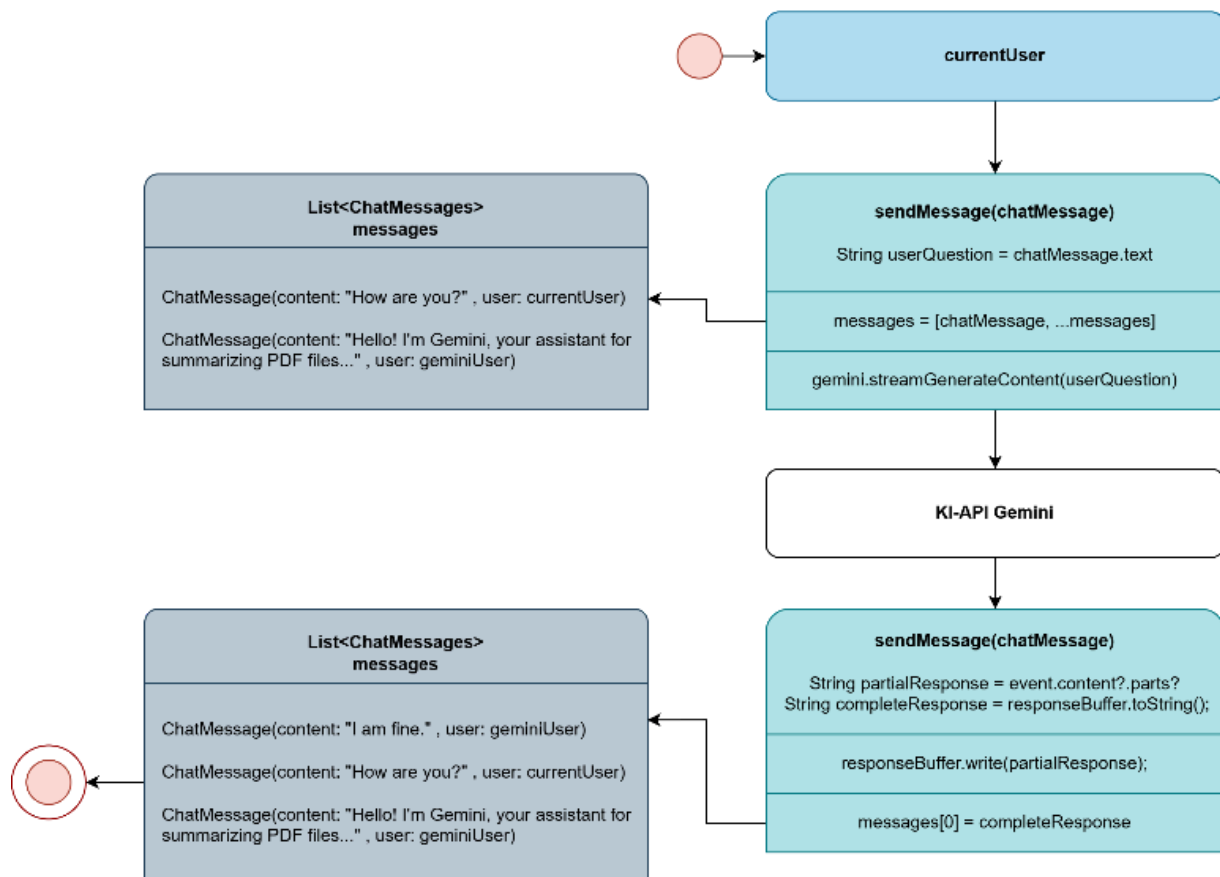 currentUser
sendMessage(chatMessage)
String userQuestion = chatMessage.text
messages = [chatMessage, ...messages]
gemini.streamGenerateContent(userQuestion)
List<ChatMessages>
messages
ChatMessage(content: "How are you?" , user: currentUser)
ChatMessage(content: "Hello! I'm Gemini, your assistant for
summarizing PDF files..." , user: geminiUser)
KI-API Gemini
sendMessage(chatMessage)
String partialResponse = event.content?.parts?
String completeResponse = responseBuffer.toString();
responseBuffer.write(partialResponse);
messages[0] = completeResponse
List<ChatMessages>
messages
ChatMessage(content: "I am fine." , user: geminiUser)
ChatMessage(content: "How are you?" , user: currentUser)
ChatMessage(content: "Hello! I'm Gemini, your assistant for
summarizing PDF files..." , user: geminiUser)